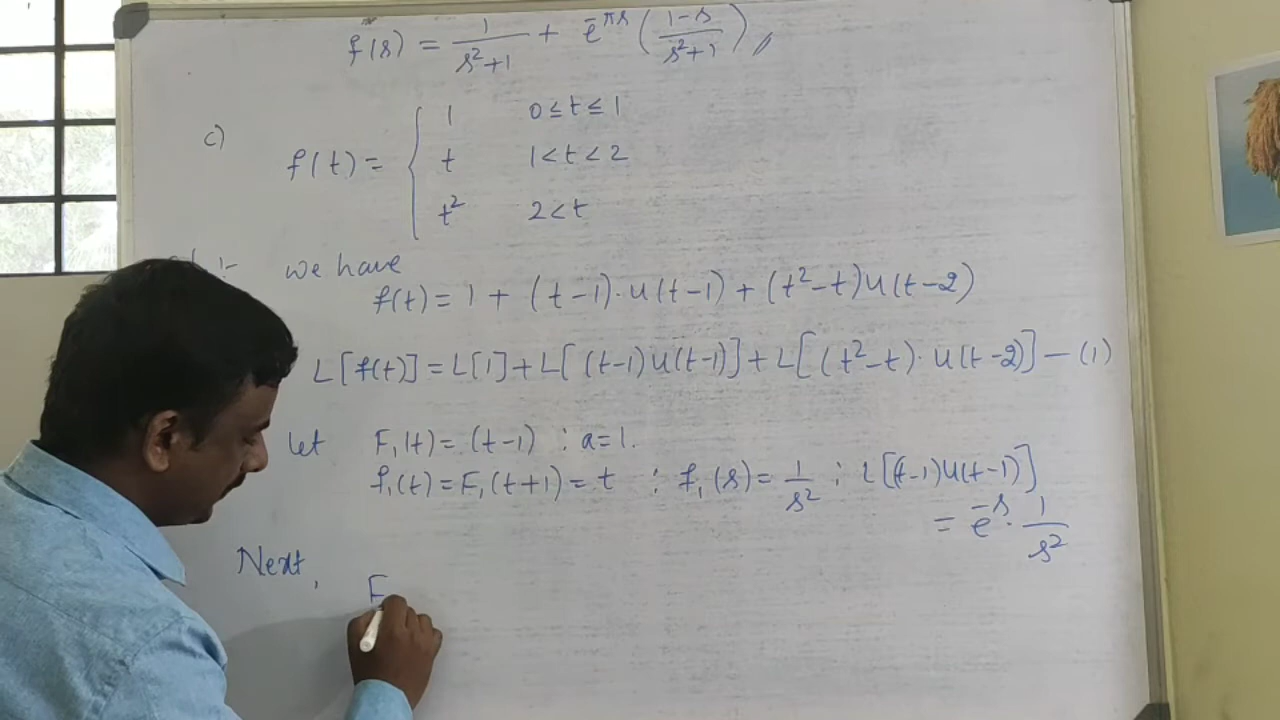 f(s) = 1/(s²+1) + e^(-πs) ((1-s)/(s²+1)) //
c) f(t) = { 1 0≤t≤1
t 1<t<2
t² 2<t
:- we have
f(t) = 1 + (t-1)·u(t-1) + (t²-t)u(t-2)
L[f(t)] = L[1] + L[(t-1)u(t-1)] + L[(t²-t)·u(t-2)] — (1)
let F₁(t) = (t-1) ; a=1.
f₁(t) = F₁(t+1) = t ; f₁(s) = 1/s² ; L[(t-1)u(t-1)]
= e^(-s)·1/s²
Next,
F